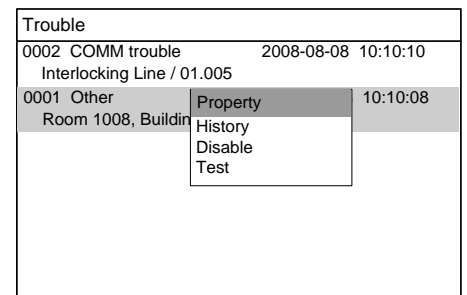 Trouble
0002 COMM trouble 2008-08-08 10:10:10
Interlocking Line / 01.005
0001 Other 10:10:08
Room 1008, Buildin
Property
History
Disable
Test